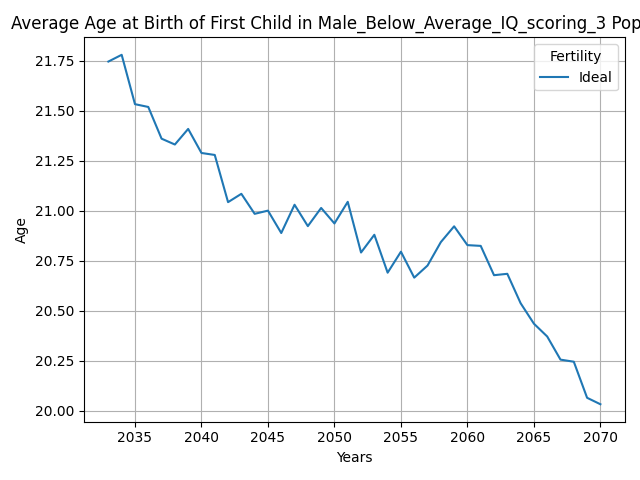 Average Age at Birth of First Child in Male_Below_Average_IQ_scoring_3 Pop
Fertility
Ideal
21.75
21.50
21.25
21.00
20.75
20.50
20.25
20.00
Age
2035 2040 2045 2050 2055 2060 2065 2070
Years